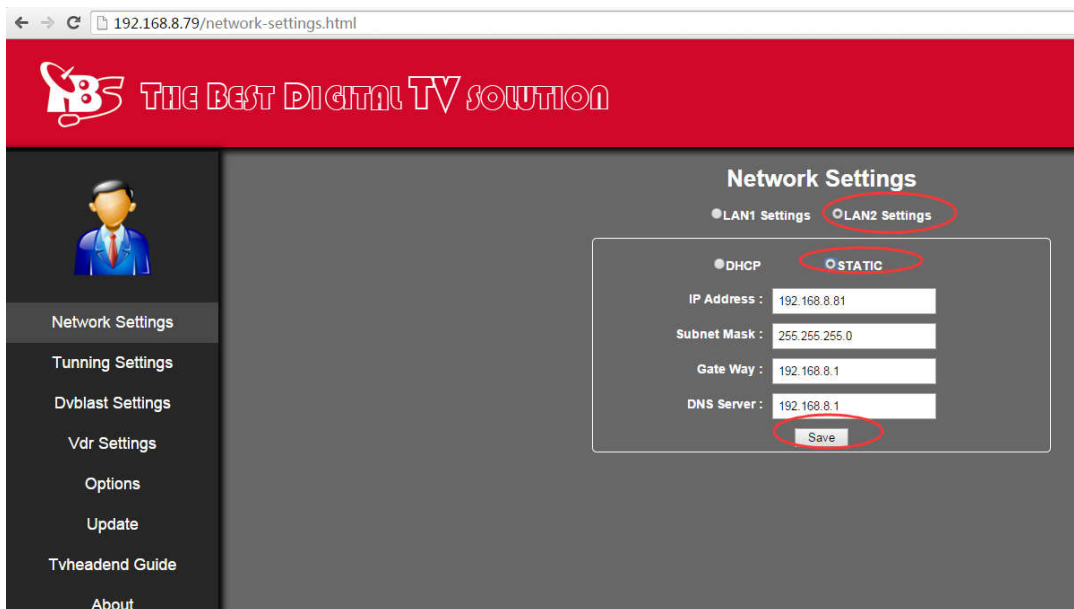 192.168.8.79/network-settings.html
TBS THE BEST DIGITAL TV SOLUTION
Network Settings
LAN1 Settings LAN2 Settings
DHCP STATIC
IP Address : 192.168.8.81
Subnet Mask : 255.255.255.0
Gate Way : 192.168.8.1
DNS Server : 192.168.8.1
Save
Network Settings
Tunning Settings
Dvblast Settings
Vdr Settings
Options
Update
Tvheadend Guide
About